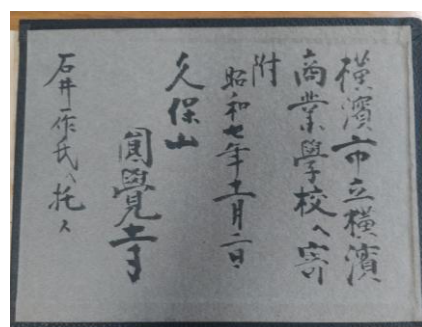 横濱市立横濱
商業學校へ寄
附
昭和七年十一月二日
久保山
圓覺寺
石井一作氏へ托ス